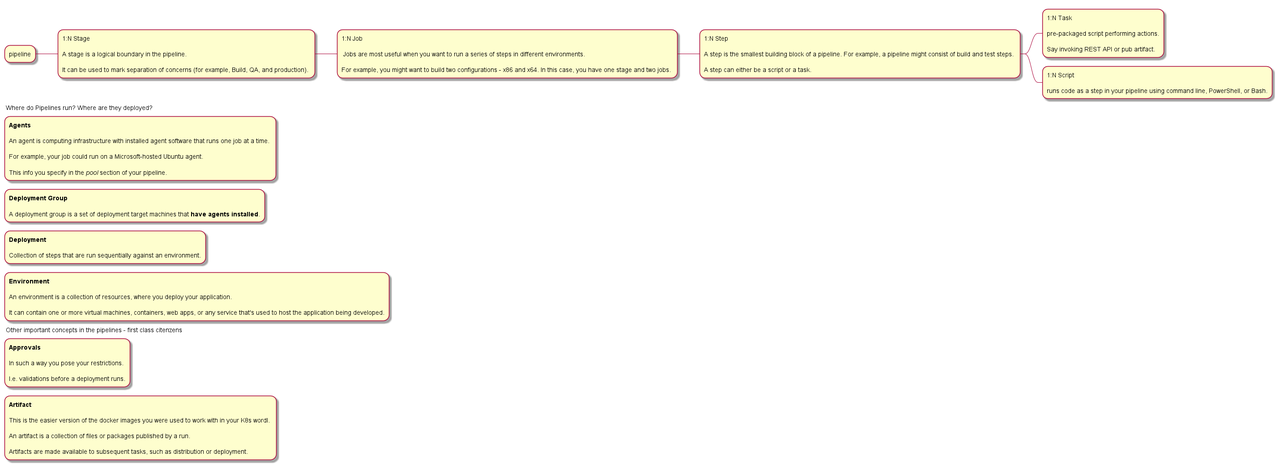 pipeline
1:N Stage
A stage is a logical boundary in the pipeline.
It can be used to mark separation of concerns (for example, Build, QA, and production).
1:N Job
Jobs are most useful when you want to run a series of steps in different environments.
For example, you might want to build two configurations - x86 and x64. In this case, you have one stage and two jobs.
1:N Step
A step is the smallest building block of a pipeline. For example, a pipeline might consist of build and test steps.
A step can either be a script or a task.
1:N Task
pre-packaged script performing actions.
Say invoking REST API or pub artifact.
1:N Script
runs code as a step in your pipeline using command line, PowerShell, or Bash.
Where do Pipelines run? Where are they deployed?
Agents
An agent is computing infrastructure with installed agent software that runs one job at a time.
For example, your job could run on a Microsoft-hosted Ubuntu agent.
This info you specify in the pool section of your pipeline.
Deployment Group
A deployment group is a set of deployment target machines that have agents installed.
Deployment
Collection of steps that are run sequentially against an environment.
Environment
An environment is a collection of resources, where you deploy your application.
It can contain one or more virtual machines, containers, web apps, or any service that's used to host the application being developed.
Other important concepts in the pipelines - first class citenzens
Approvals
In such a way you pose your restrictions.
I.e. validations before a deployment runs.
Artifact
This is the easier version of the docker images you were used to work with in your K8s wordl.
An artifact is a collection of files or packages published by a run.
Artifacts are made available to subsequent tasks, such as distribution or deployment.